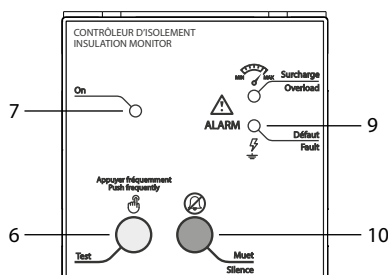 CONTRÔLEUR D'ISOLEMENT
INSULATION MONITOR
MIN MAX
Surcharge
Overload
On
7
ALARM
9
Défaut
Fault
Appuyer fréquemment
Push frequently
6
10
Test
Muet
Silence